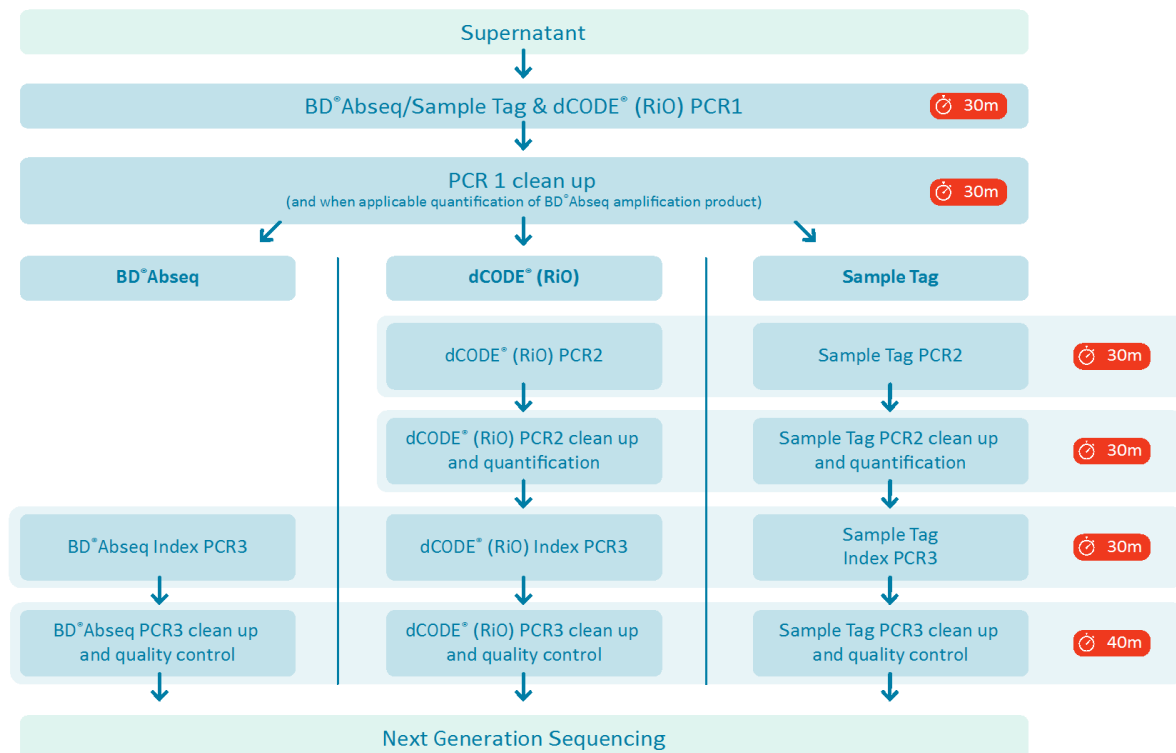 Supernatant
BD®Abseq/Sample Tag & dCODE® (RiO) PCR1
30m
PCR 1 clean up
(and when applicable quantification of BD®Abseq amplification product)
30m
BD®Abseq
dCODE® (RiO)
Sample Tag
dCODE® (RiO) PCR2
Sample Tag PCR2
30m
dCODE® (RiO) PCR2 clean up
and quantification
Sample Tag PCR2 clean up
and quantification
30m
BD®Abseq Index PCR3
dCODE® (RiO) Index PCR3
Sample Tag
Index PCR3
30m
BD®Abseq PCR3 clean up
and quality control
dCODE® (RiO) PCR3 clean up
and quality control
Sample Tag PCR3 clean up
and quality control
40m
Next Generation Sequencing